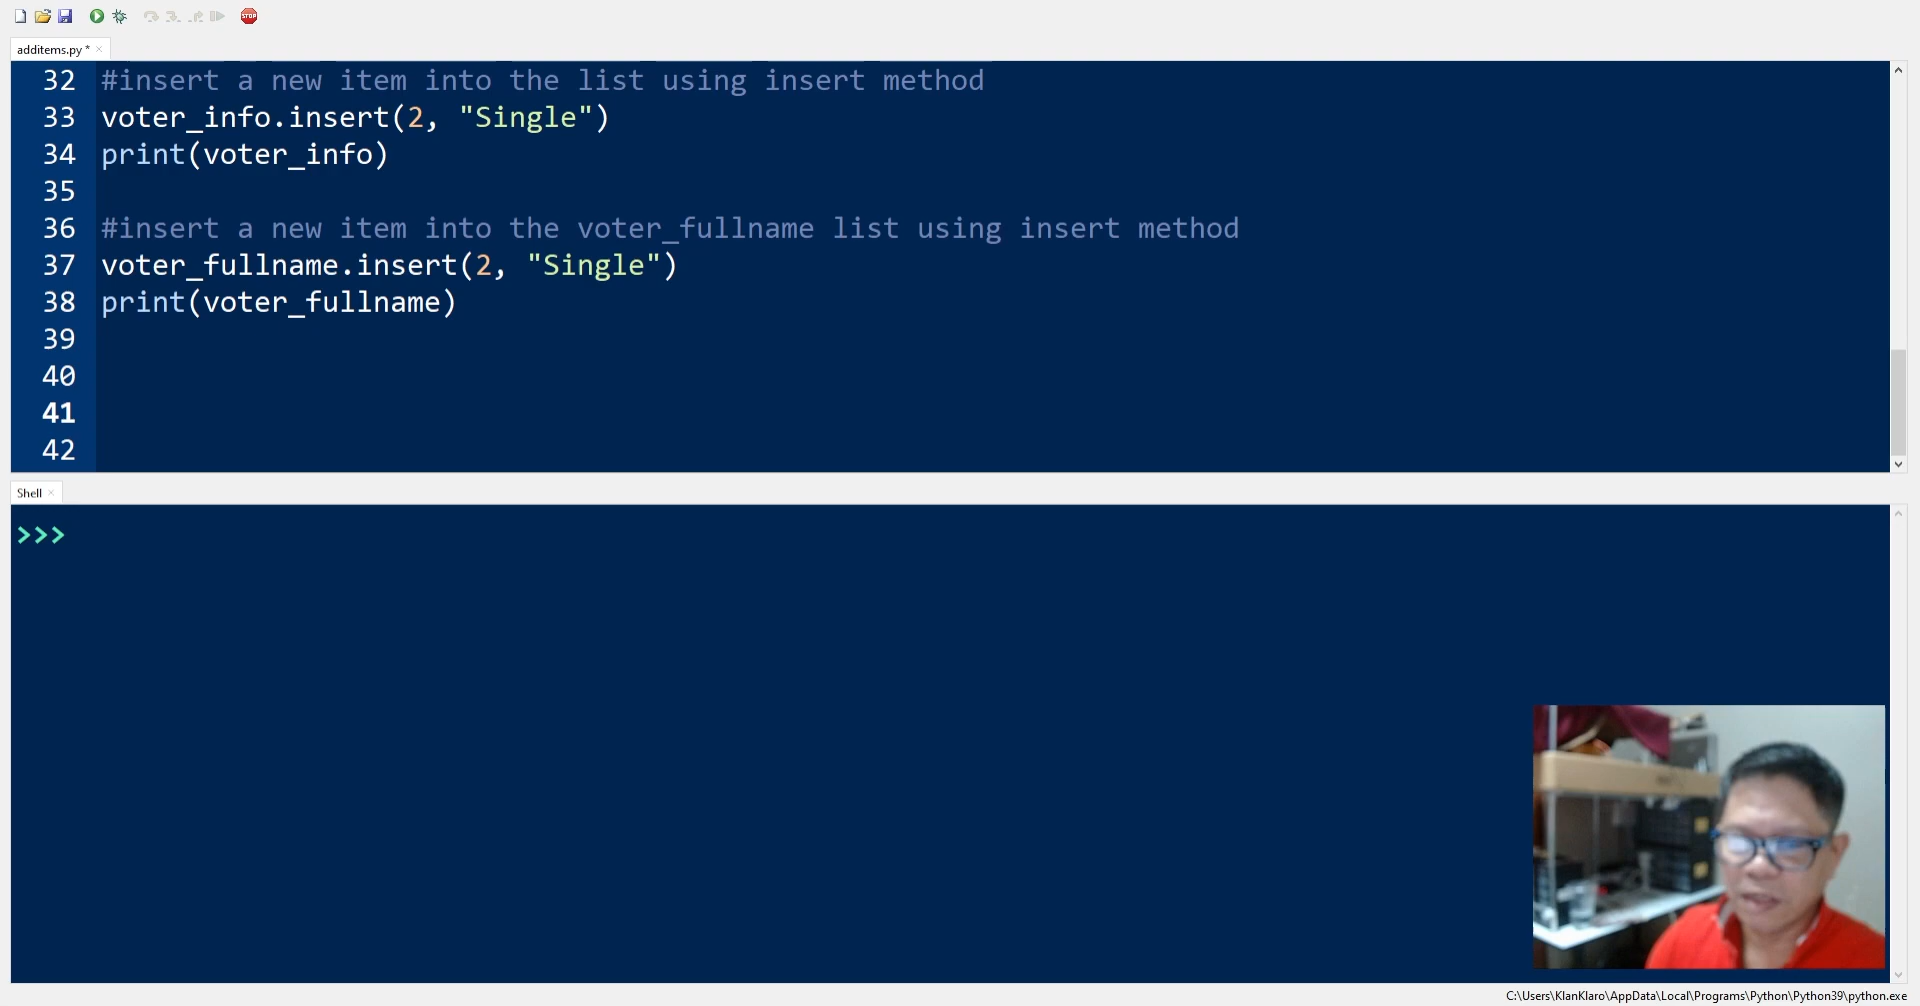 STOP
additems.py * ×
32 #insert a new item into the list using insert method
33 voter_info.insert(2, "Single")
34 print(voter_info)
35
36 #insert a new item into the voter_fullname list using insert method
37 voter_fullname.insert(2, "Single")
38 print(voter_fullname)
39
40
41
42
Shell ×
>>>
C:\Users\KlanKlaro\AppData\Local\Programs\Python\Python39\python.exe